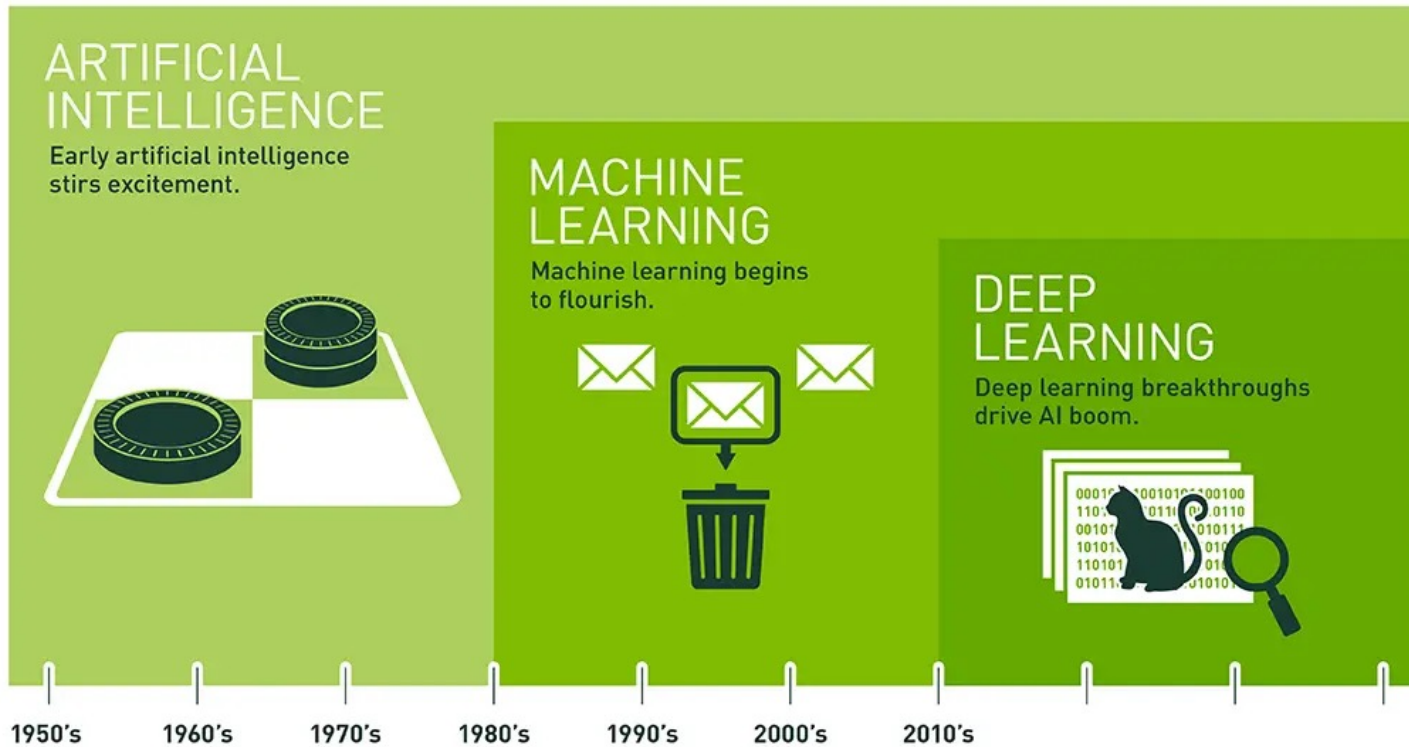 ARTIFICIAL
INTELLIGENCE
Early artificial intelligence
stirs excitement.
MACHINE
LEARNING
Machine learning begins
to flourish.
DEEP
LEARNING
Deep learning breakthroughs
drive AI boom.
1950's 1960's 1970's 1980's 1990's 2000's 2010's